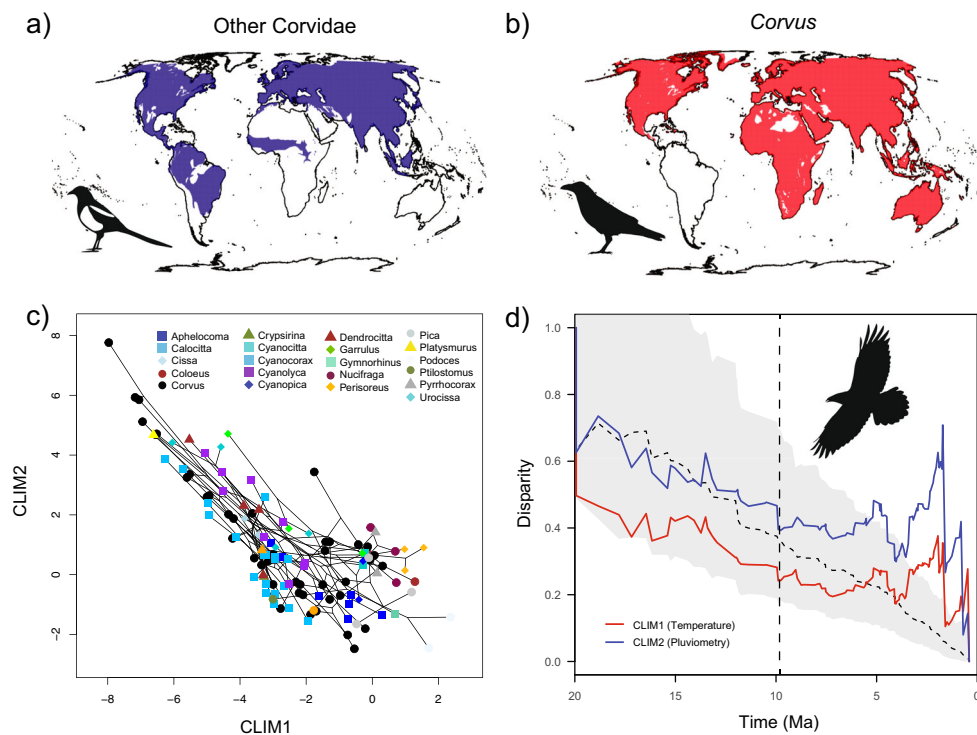 a)
Other Corvidae
b)
Corvus
c)
CLIM2
8
6
4
2
0
−2
−8
−6
−4
−2
0
2
CLIM1
Aphelocoma
Calocitta
Cissa
Coloeus
Corvus
Crypsirina
Cyanocitta
Cyanocorax
Cyanolyca
Cyanopica
Dendrocitta
Garrulus
Gymnorhinus
Nucifraga
Perisoreus
Pica
Platysmurus
Podoces
Ptilostomus
Pyrrhocorax
Urocissa
d)
Disparity
1.0
0.8
0.6
0.4
0.2
0.0
20
15
10
5
0
Time (Ma)
CLIM1 (Temperature)
CLIM2 (Pluviometry)